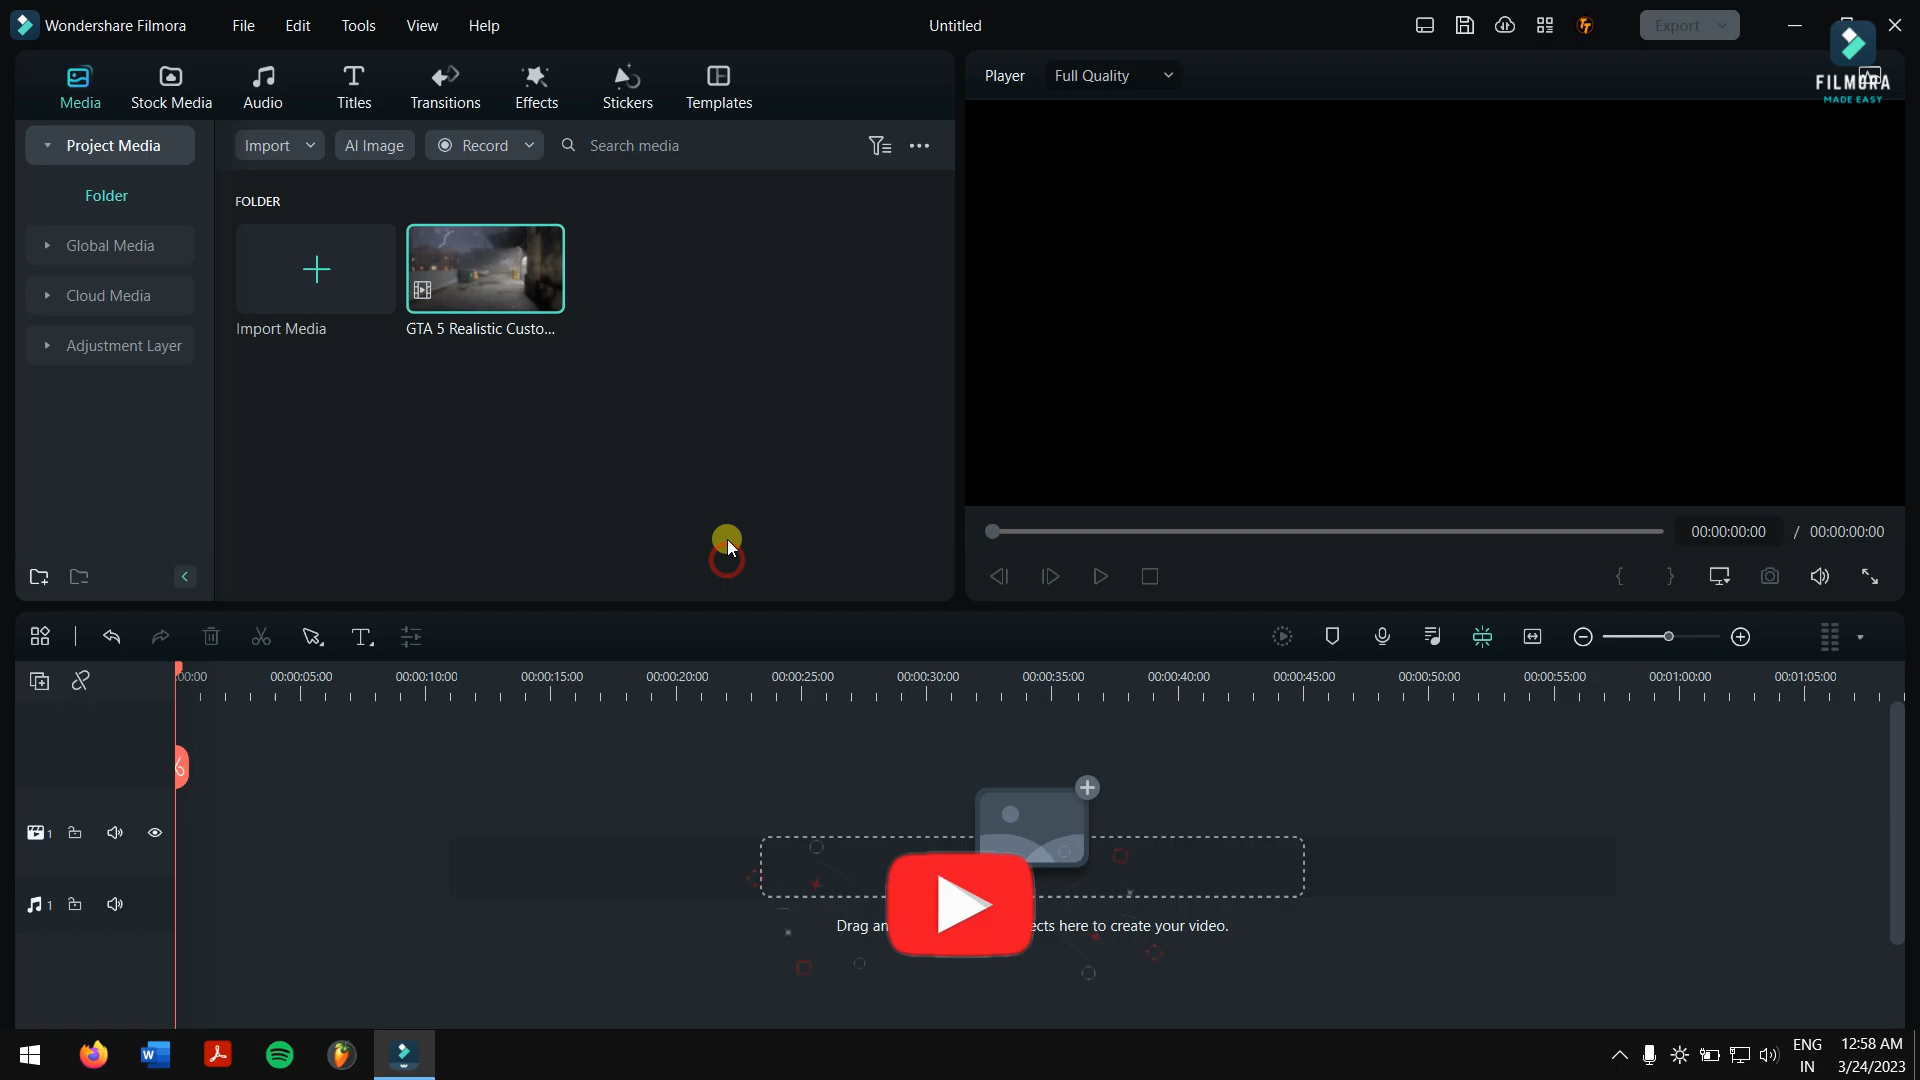 Wondershare Filmora
File
Edit
Tools
View
Help
Untitled
Export
FILMORA
MADE EASY
Media
Stock Media
Audio
Titles
Transitions
Effects
Stickers
Templates
Player
Full Quality
Project Media
Import
AI Image
Record
Search media
Folder
FOLDER
Global Media
Cloud Media
Adjustment Layer
Import Media
GTA 5 Realistic Custo...
00:00:00:00
/ 00:00:00:00
:00:00
00:00:05:00
00:00:10:00
00:00:15:00
00:00:20:00
00:00:25:00
00:00:30:00
00:00:35:00
00:00:40:00
00:00:45:00
00:00:50:00
00:00:55:00
00:01:00:00
00:01:05:00
1
1
Drag an
ects here to create your video.
ENG
IN
12:58 AM
3/24/2023